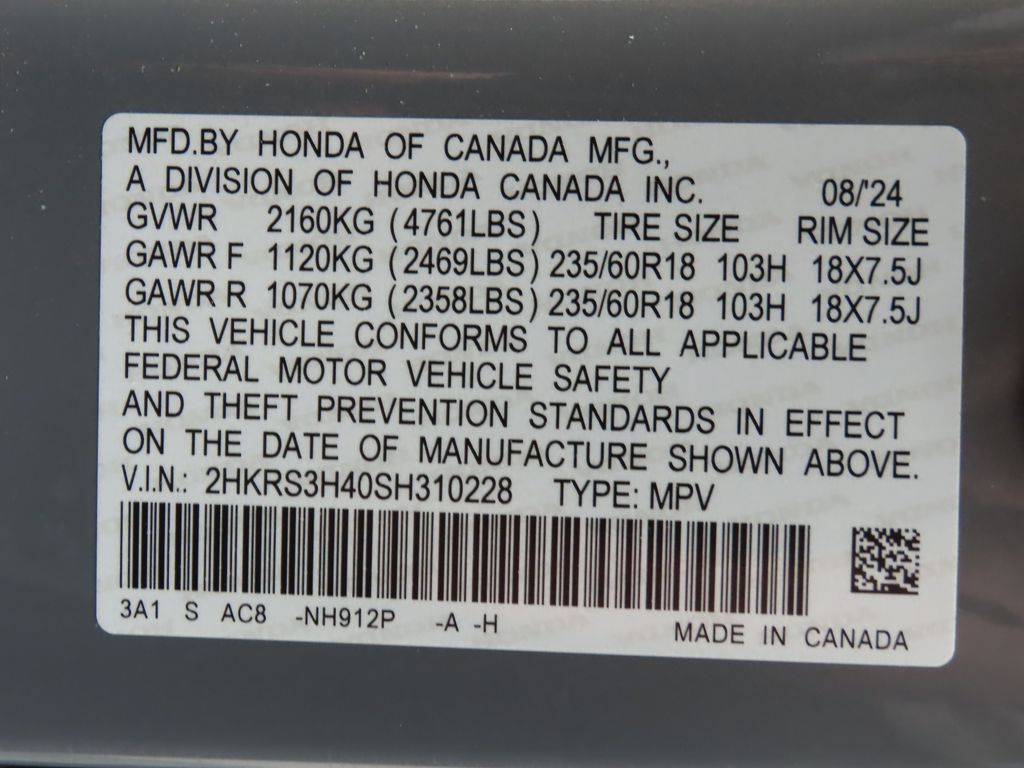 MFD.BY HONDA OF CANADA MFG.,
A DIVISION OF HONDA CANADA INC. 08/'24
GVWR 2160KG (4761LBS) TIRE SIZE RIM SIZE
GAWR F 1120KG (2469LBS) 235/60R18 103H 18X7.5J
GAWR R 1070KG (2358LBS) 235/60R18 103H 18X7.5J
THIS VEHICLE CONFORMS TO ALL APPLICABLE
FEDERAL MOTOR VEHICLE SAFETY
AND THEFT PREVENTION STANDARDS IN EFFECT
ON THE DATE OF MANUFACTURE SHOWN ABOVE.
V.I.N.: 2HKRS3H40SH310228 TYPE: MPV
3A1 S AC8 -NH912P -A -H
MADE IN CANADA